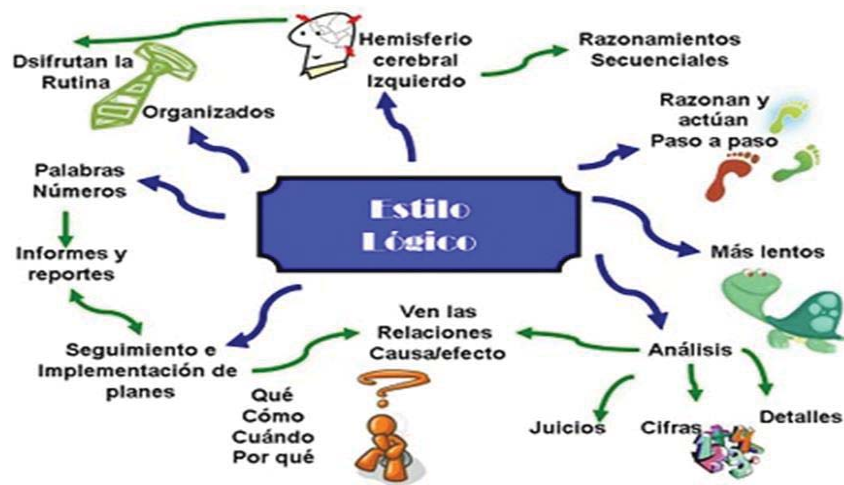 Dsifrutan la
Rutina
Hemisferio
cerebral
Izquierdo
Razonamientos
Secuenciales
Organizados
Razonan y
actúan
Paso a paso
Palabras
Números
Estilo
Lógico
Informes y
reportes
Más lentos
Seguimiento e
Implementación de
planes
Ven las
Relaciones
Causa/efecto
Análisis
Qué
Cómo
Cuándo
Por qué
Juicios
Cifras
Detalles